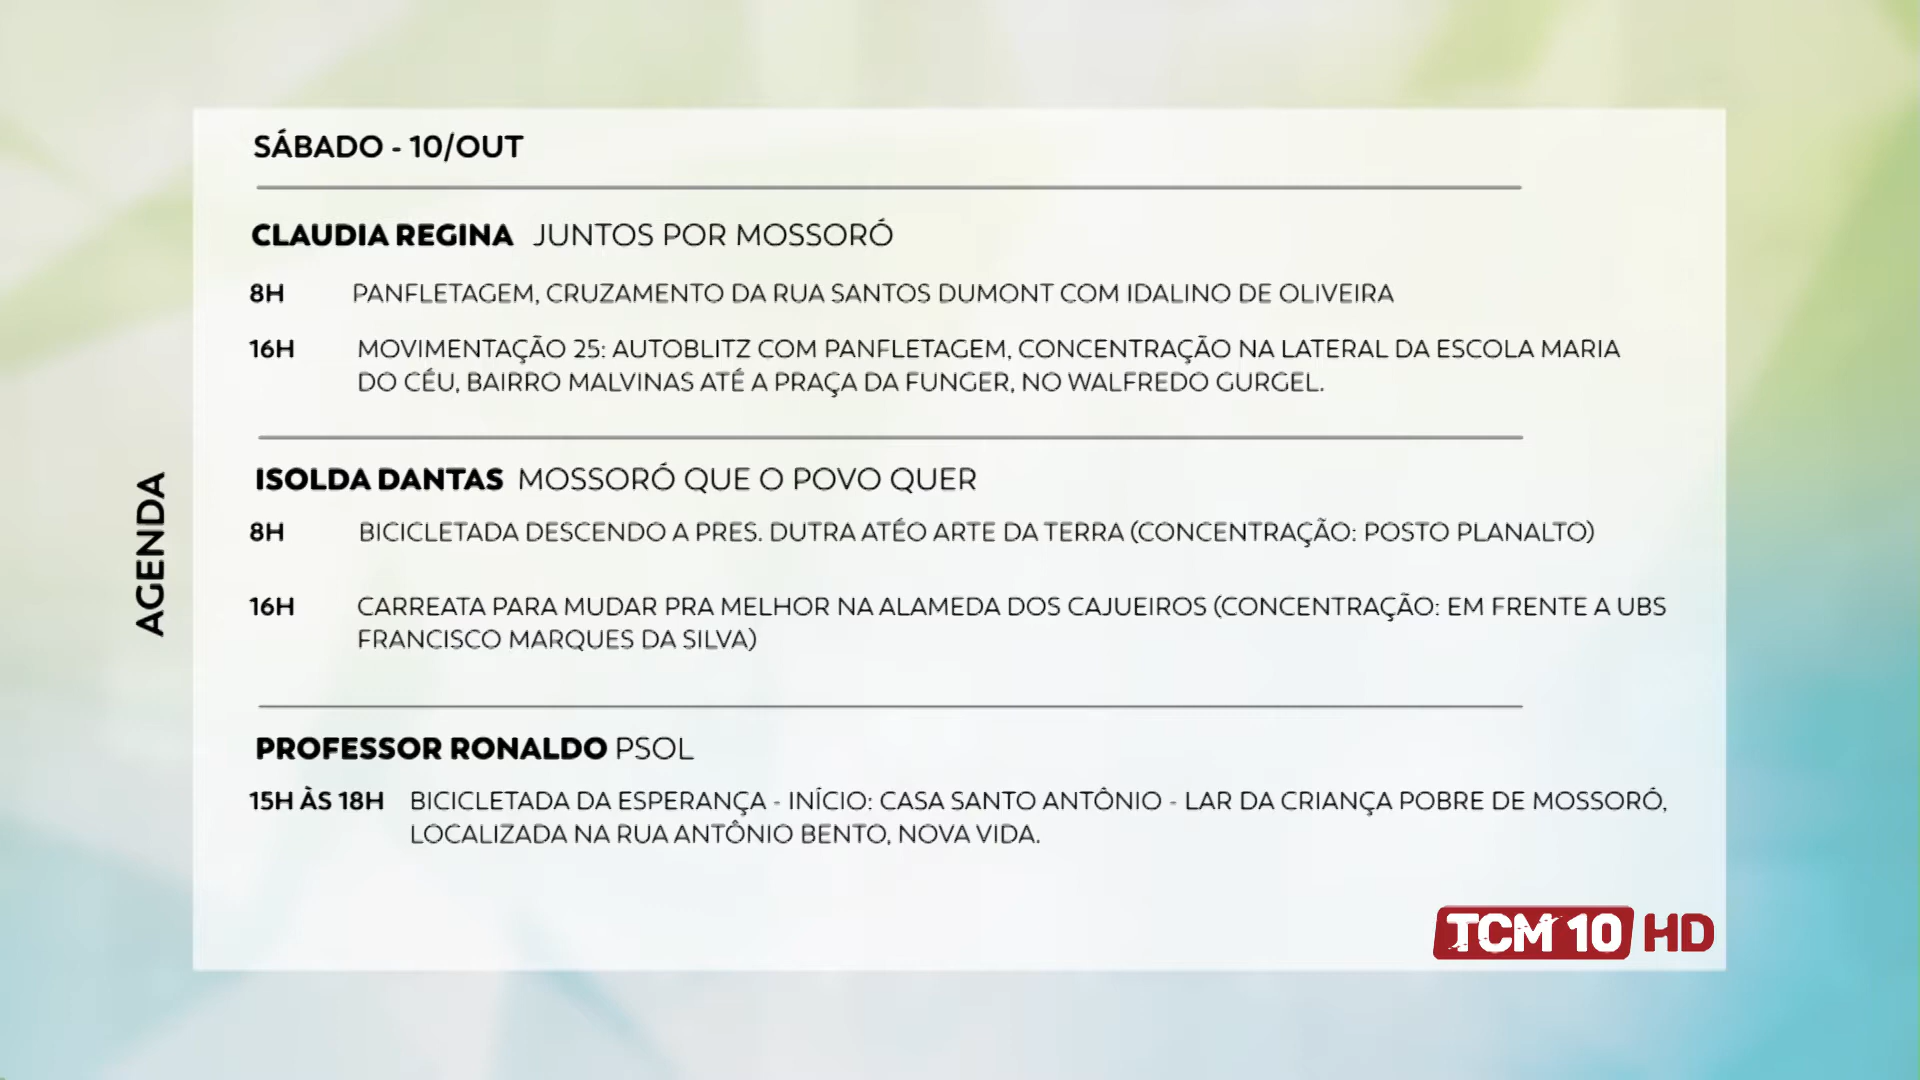 SÁBADO - 10/OUT
CLAUDIA REGINA JUNTOS POR MOSSORÓ
8H PANFLETAGEM, CRUZAMENTO DA RUA SANTOS DUMONT COM IDALINO DE OLIVEIRA
16H MOVIMENTAÇÃO 25: AUTOBLITZ COM PANFLETAGEM, CONCENTRAÇÃO NA LATERAL DA ESCOLA MARIA
DO CÉU, BAIRRO MALVINAS ATÉ A PRAÇA DA FUNGER, NO WALFREDO GURGEL.
AGENDA
ISOLDA DANTAS MOSSORÓ QUE O POVO QUER
8H BICICLETADA DESCENDO A PRES. DUTRA ATÉO ARTE DA TERRA (CONCENTRAÇÃO: POSTO PLANALTO)
16H CARREATA PARA MUDAR PRA MELHOR NA ALAMEDA DOS CAJUEIROS (CONCENTRAÇÃO: EM FRENTE A UBS
FRANCISCO MARQUES DA SILVA)
PROFESSOR RONALDO PSOL
15H ÀS 18H BICICLETADA DA ESPERANÇA - INÍCIO: CASA SANTO ANTÔNIO - LAR DA CRIANÇA POBRE DE MOSSORÓ,
LOCALIZADA NA RUA ANTÔNIO BENTO, NOVA VIDA.
TCM 10 HD